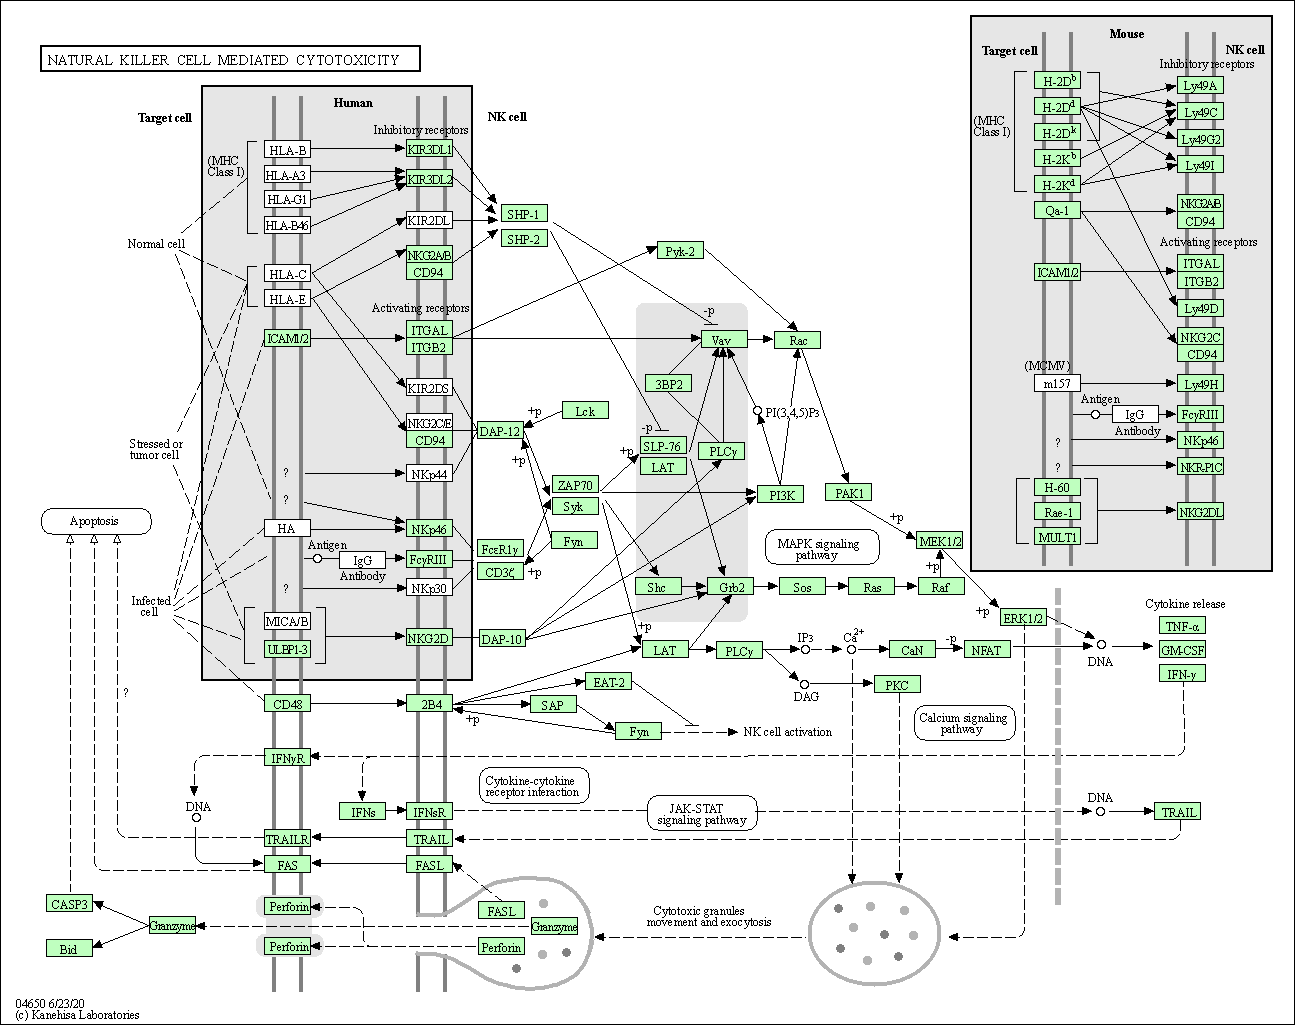 NATURAL KILLER CELL MEDIATED CYTOTOXICITY
Target cell
Human
NK cell
Inhibitory receptors
(MHC
Class I)
HLA-B
KIR3DL1
HLA-A3
KIR3DL2
HLA-G1
HLA-B46
KIR2DL
SHP-1
SHP-2
Normal cell
NKG2A/B
CD94
HLA-C
HLA-E
Pyk-2
Activating receptors
ICAM1/2
ITGAL
ITGB2
-p
Vav
Rac
KIR2DS
3BP2
Lck
+p
PI(3,4,5)P3
NKG2C/E
CD94
DAP-12
-p
SLP-76
LAT
PLCγ
+p
+p
Stressed or
tumor cell
?
NKp44
ZAP70
Syk
PI3K
PAK1
?
Apoptosis
HA
NKp46
+p
MEK1/2
Antigen
IgG
Antibody
FcγRIII
FcεR1γ
CD3ζ
Fyn
+p
MAPK signaling
pathway
+p
?
NKp30
Shc
Grb2
Sos
Ras
Raf
Infected
cell
MICA/B
ULBP1-3
NKG2D
DAP-10
+p
+p
ERK1/2
LAT
PLCγ
IP3
Ca2+
CaN
-p
NFAT
DNA
Cytokine release
TNF-α
GM-CSF
IFN-γ
DAG
PKC
?
CD48
2B4
+p
EAT-2
SAP
Fyn
NK cell activation
Calcium signaling
pathway
IFNγR
DNA
Cytokine-cytokine
receptor interaction
IFNs
IFNsR
JAK-STAT
signaling pathway
DNA
TRAIL
TRAILR
TRAIL
FAS
FASL
CASP3
Bid
Granzyme
Perforin
Perforin
FASL
Granzyme
Perforin
Cytotoxic granules
movement and exocytosis
Mouse
Target cell
NK cell
Inhibitory receptors
(MHC
Class I)
H-2Db
Ly49A
H-2Dd
Ly49C
H-2Dk
Ly49G2
H-2Kb
Ly49I
H-2Kd
Qa-1
NKG2A/B
CD94
Activating receptors
ICAM1/2
ITGAL
ITGB2
Ly49D
NKG2C
CD94
(MCMV)
m157
Ly49H
Antigen
IgG
Antibody
FcγRIII
?
NKp46
?
NKR-P1C
H-60
Rae-1
MULT1
NKG2DL
04650 6/23/20
(c) Kanehisa Laboratories